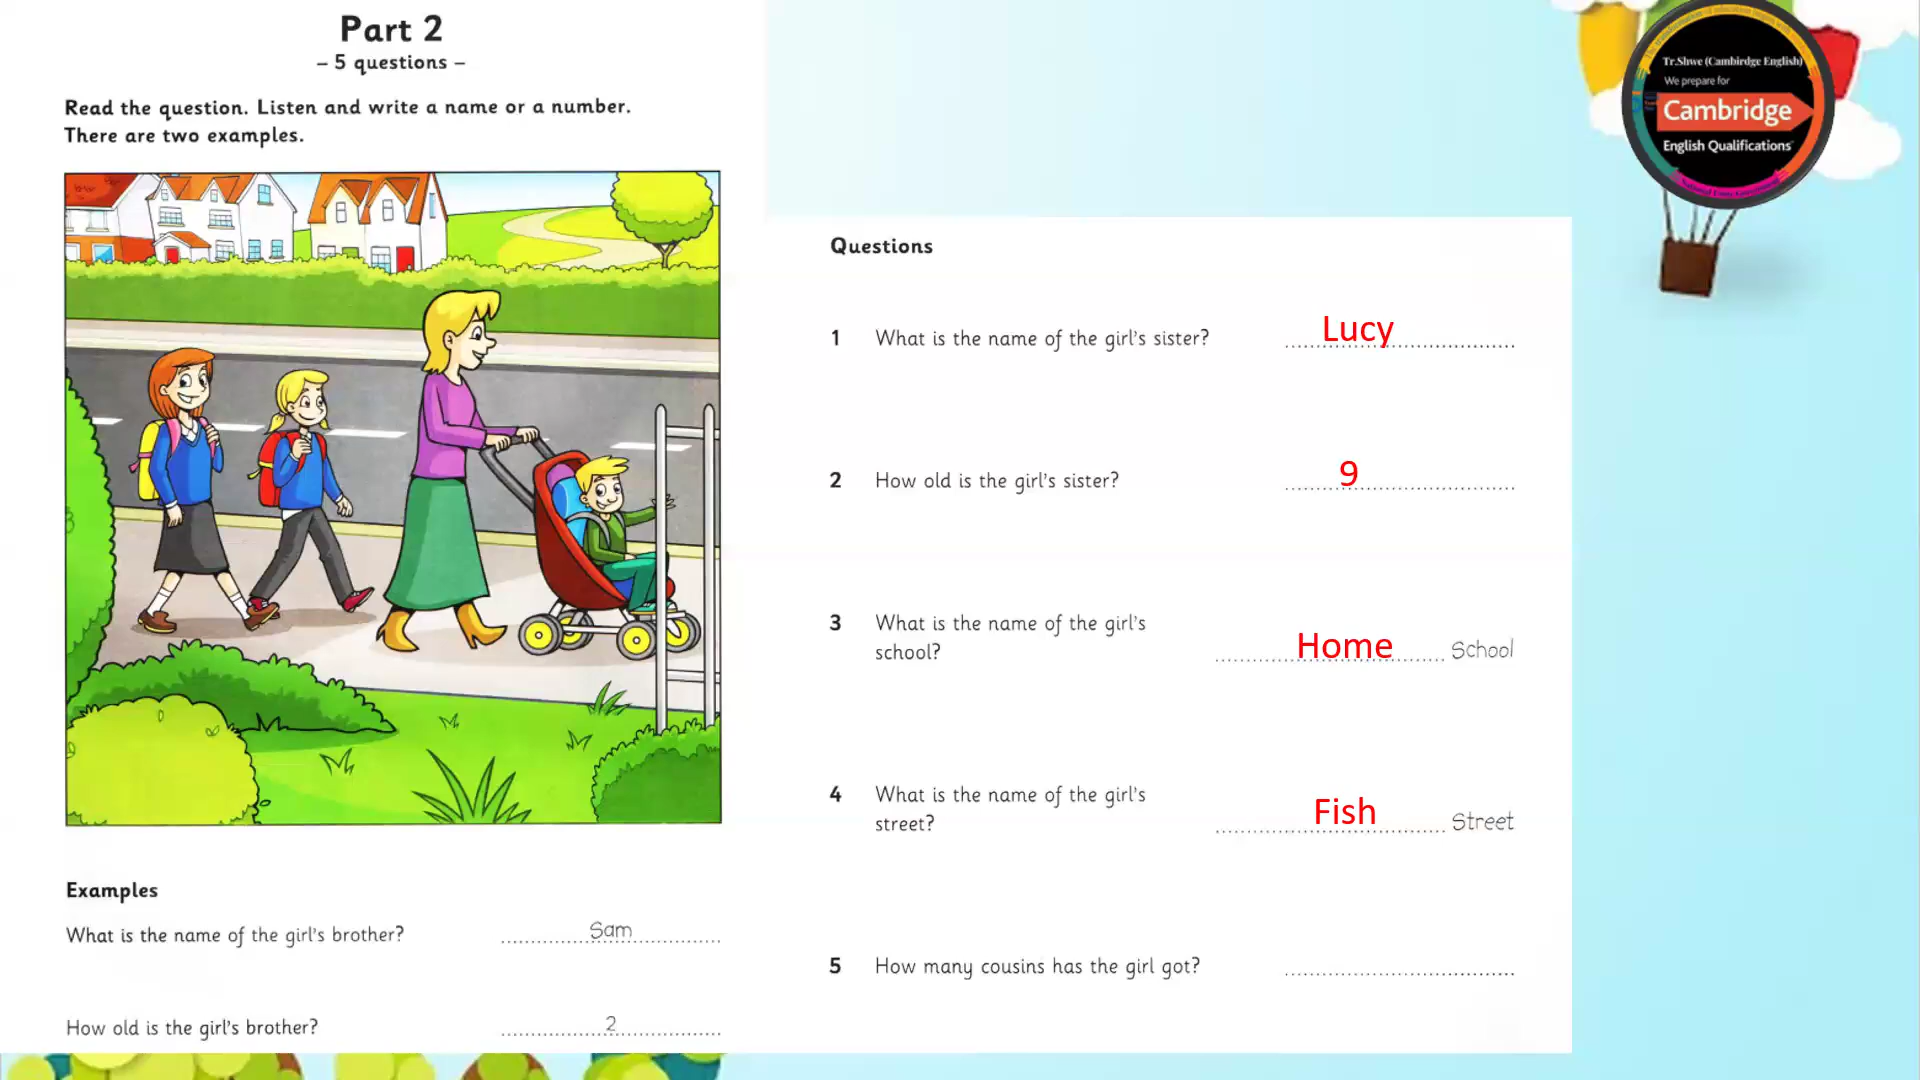 Part 2
– 5 questions –
Read the question. Listen and write a name or a number.
There are two examples.
Examples
What is the name of the girl's brother? Sam
How old is the girl's brother? 2
Questions
1 What is the name of the girl's sister? Lucy
2 How old is the girl's sister? 9
3 What is the name of the girl's
school? Home School
4 What is the name of the girl's
street? Fish Street
5 How many cousins has the girl got?
Tr.Shwe (Cambirdge English)
We prepare for
Cambridge
English Qualifications